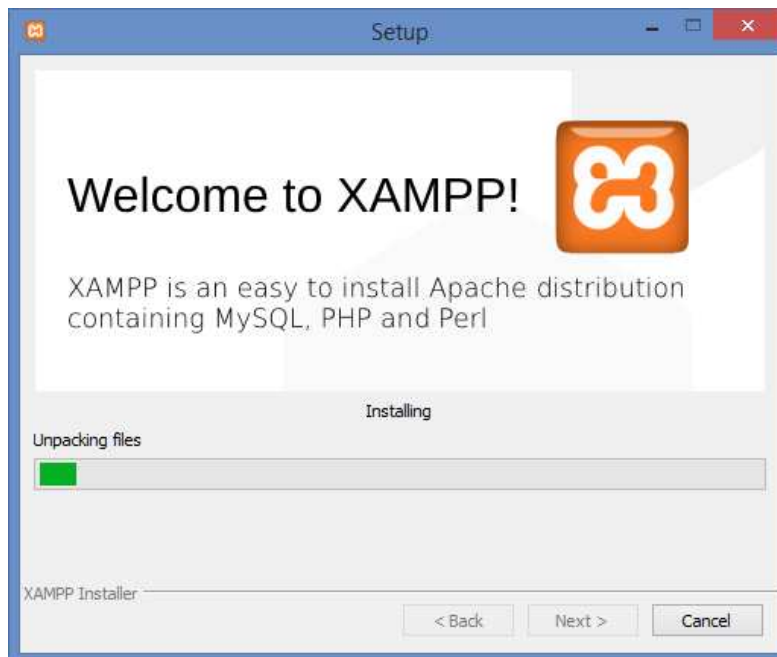 Setup
Welcome to XAMPP!
XAMPP is an easy to install Apache distribution
containing MySQL, PHP and Perl
Installing
Unpacking files
XAMPP Installer
< Back
Next >
Cancel